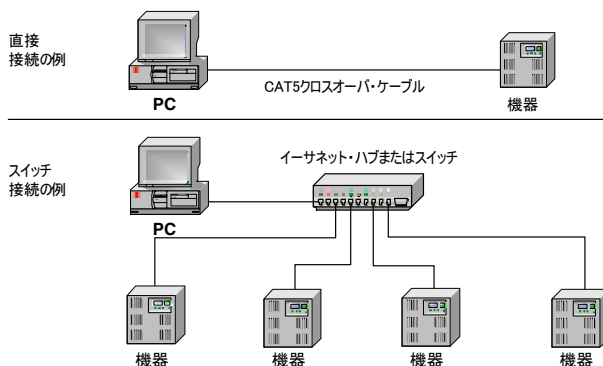 直接
接続の例
CAT5クロスオーバ・ケーブル
PC
機器
スイッチ
接続の例
イーサネット・ハブまたはスイッチ
PC
機器
機器
機器
機器